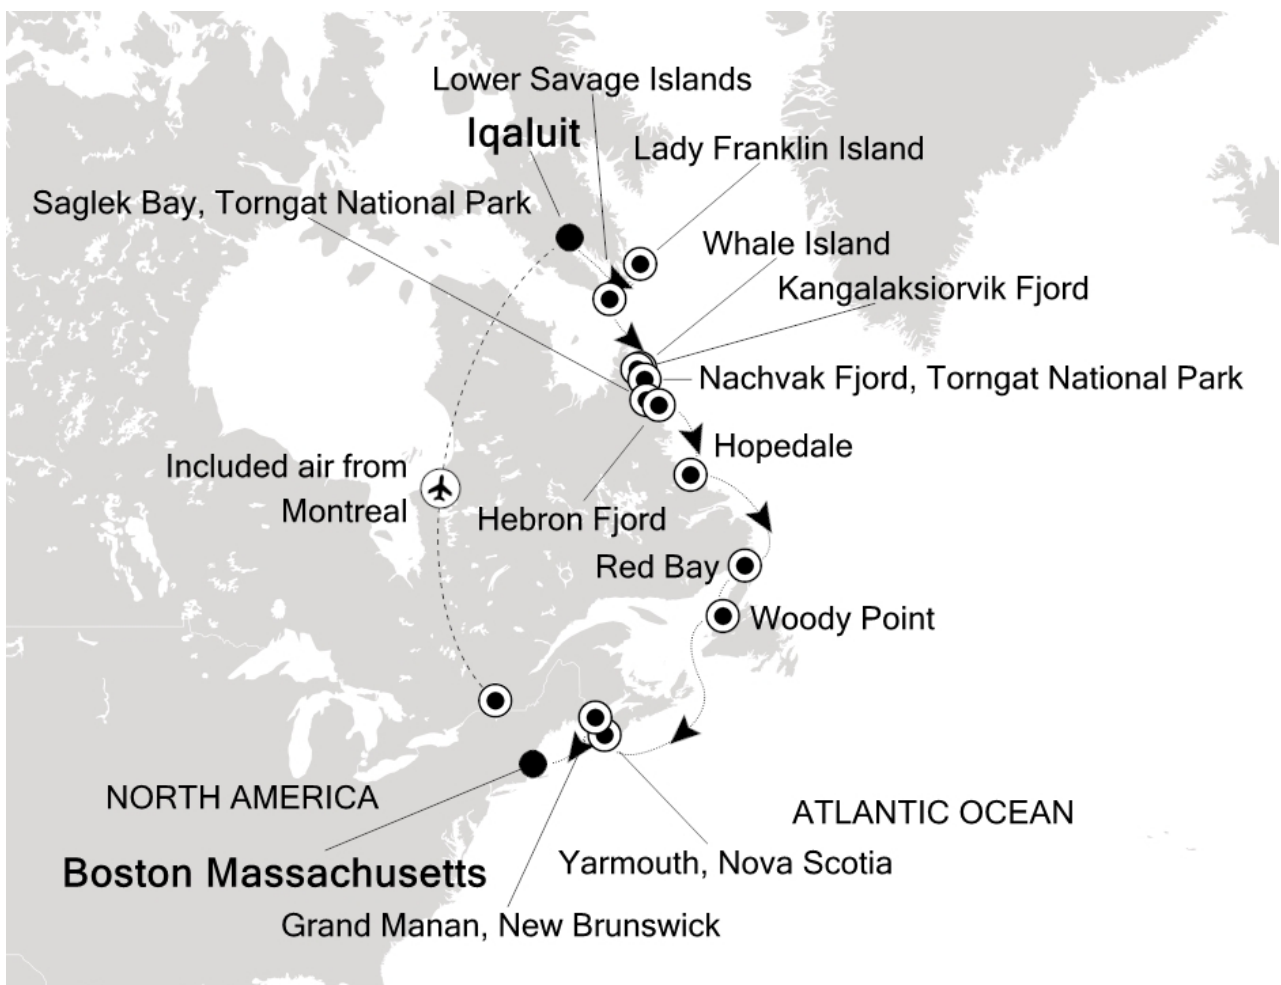 Lower Savage Islands
Iqaluit
Lady Franklin Island
Saglek Bay, Torngat National Park
Whale Island
Kangalaksiorvik Fjord
Nachvak Fjord, Torngat National Park
Hopedale
Included air from
Montreal
Hebron Fjord
Red Bay
Woody Point
NORTH AMERICA
ATLANTIC OCEAN
Boston Massachusetts
Yarmouth, Nova Scotia
Grand Manan, New Brunswick